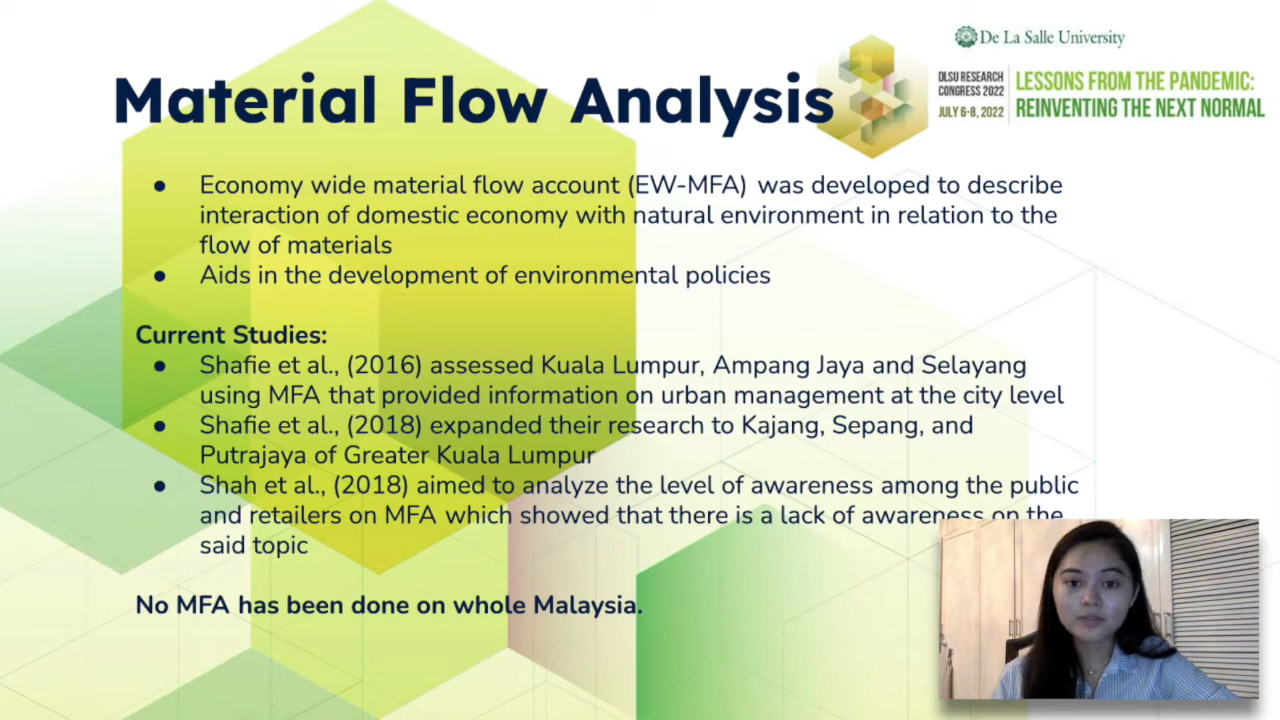 De La Salle University
Material Flow Analysis
DLSU RESEARCH
CONGRESS 2022
JULY 6-8, 2022
LESSONS FROM THE PANDEMIC:
REINVENTING THE NEXT NORMAL
● Economy wide material flow account (EW-MFA) was developed to describe
interaction of domestic economy with natural environment in relation to the
flow of materials
● Aids in the development of environmental policies
Current Studies:
● Shafie et al., (2016) assessed Kuala Lumpur, Ampang Jaya and Selayang
using MFA that provided information on urban management at the city level
● Shafie et al., (2018) expanded their research to Kajang, Sepang, and
Putrajaya of Greater Kuala Lumpur
● Shah et al., (2018) aimed to analyze the level of awareness among the public
and retailers on MFA which showed that there is a lack of awareness on the
said topic
No MFA has been done on whole Malaysia.